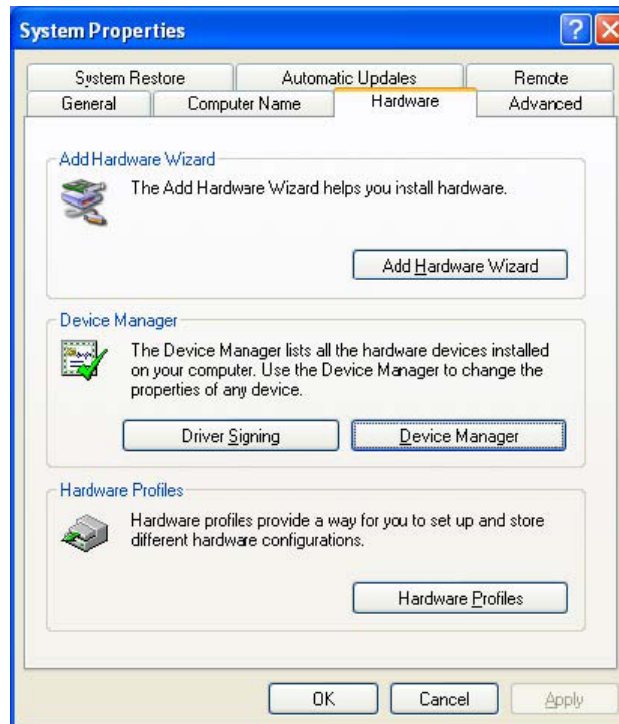 System Properties
System Restore Automatic Updates Remote
General Computer Name Hardware Advanced
Add Hardware Wizard
The Add Hardware Wizard helps you install hardware.
Add Hardware Wizard
Device Manager
The Device Manager lists all the hardware devices installed
on your computer. Use the Device Manager to change the
properties of any device.
Driver Signing Device Manager
Hardware Profiles
Hardware profiles provide a way for you to set up and store
different hardware configurations.
Hardware Profiles
OK Cancel Apply